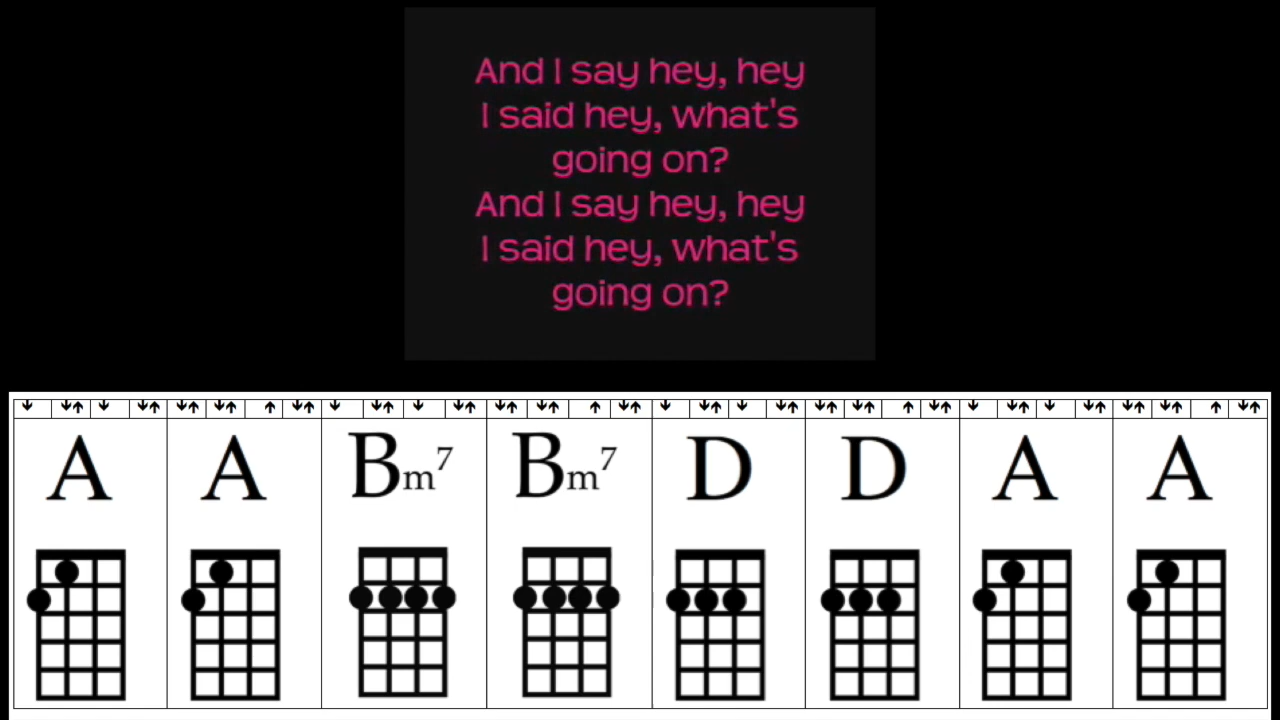 And I say hey, hey
I said hey, what's
going on?
And I say hey, hey
I said hey, what's
going on?
A A Bm7 Bm7 D D A A